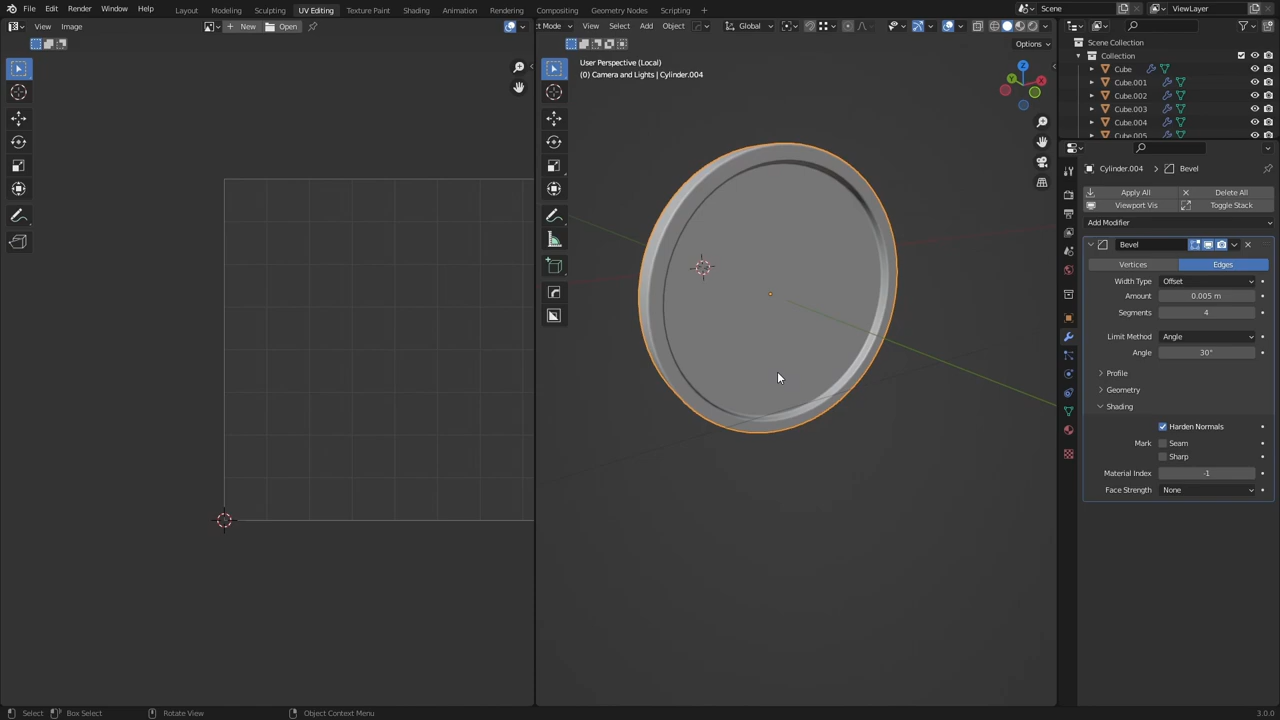 File Edit Render Window Help Layout Modeling Sculpting UV Editing Texture Paint Shading Animation Rendering Compositing Geometry Nodes Scripting + Scene ViewLayer
View Image New Open ct Mode View Select Add Object Global
Options
User Perspective (Local)
(0) Camera and Lights | Cylinder.004
X
Y
Z
Scene Collection
Collection
Cube
Cube.001
Cube.002
Cube.003
Cube.004
Cube.005
Cylinder.004 > Bevel
Apply All Delete All
Viewport Vis Toggle Stack
Add Modifier
Bevel
Vertices Edges
Width Type Offset
Amount 0.005 m
Segments 4
Limit Method Angle
Angle 30°
Profile
Geometry
Shading
Harden Normals
Mark Seam
Sharp
Material Index -1
Face Strength None
Select Box Select Rotate View Object Context Menu 3.0.0